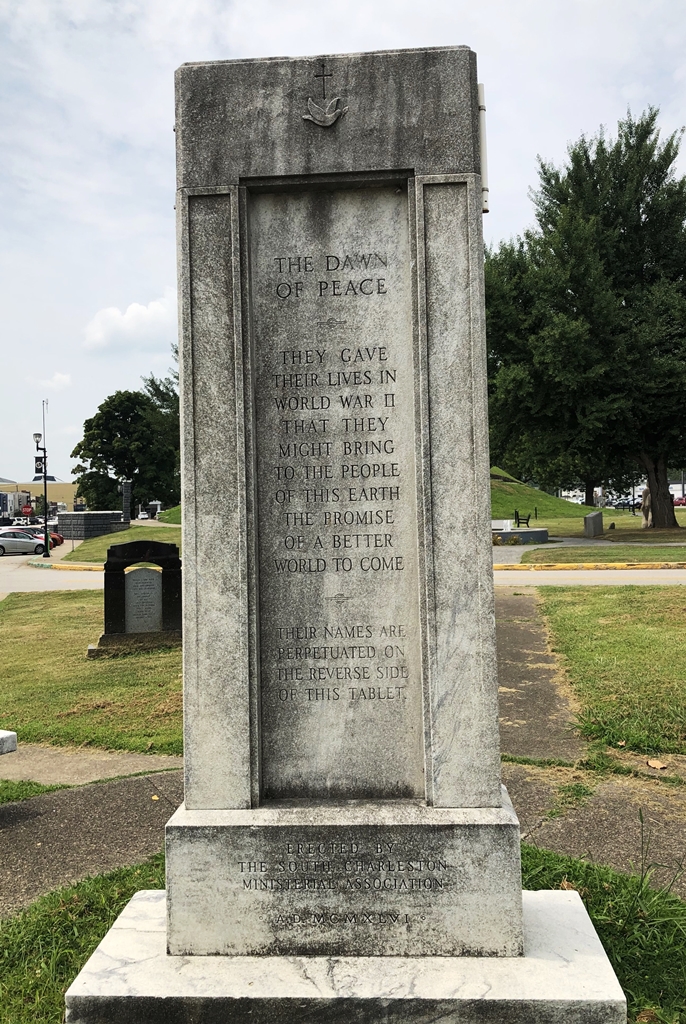 THE DAWN
OF PEACE
THEY GAVE
THEIR LIVES IN
WORLD WAR II
THAT THEY
MIGHT BRING
TO THE PEOPLE
OF THIS EARTH
THE PROMISE
OF A BETTER
WORLD TO COME
THEIR NAMES ARE
PERPETUATED ON
THE REVERSE SIDE
OF THIS TABLET.
ERECTED BY
THE SOUTH CHARLESTON
MINISTERIAL ASSOCIATION
A.D. MCMXLVI